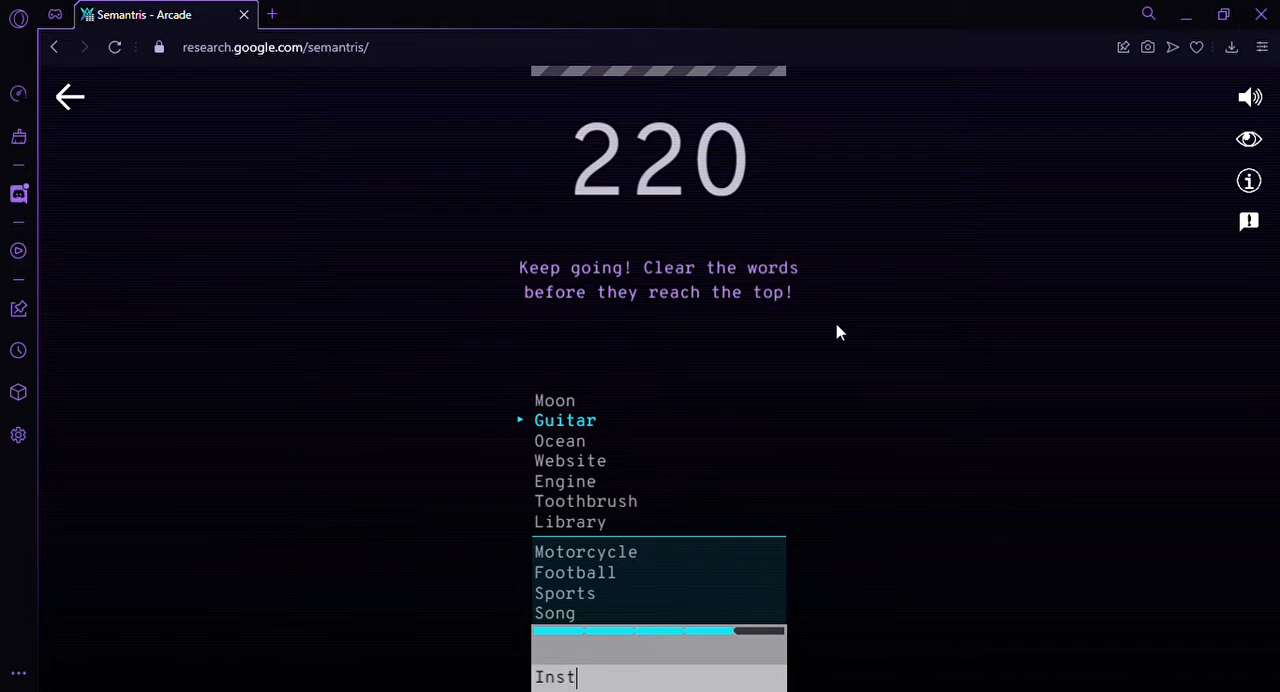 Semantris - Arcade
research.google.com/semantris/
220
Keep going! Clear the words
before they reach the top!
Moon
Guitar
Ocean
Website
Engine
Toothbrush
Library
Motorcycle
Football
Sports
Song
Inst